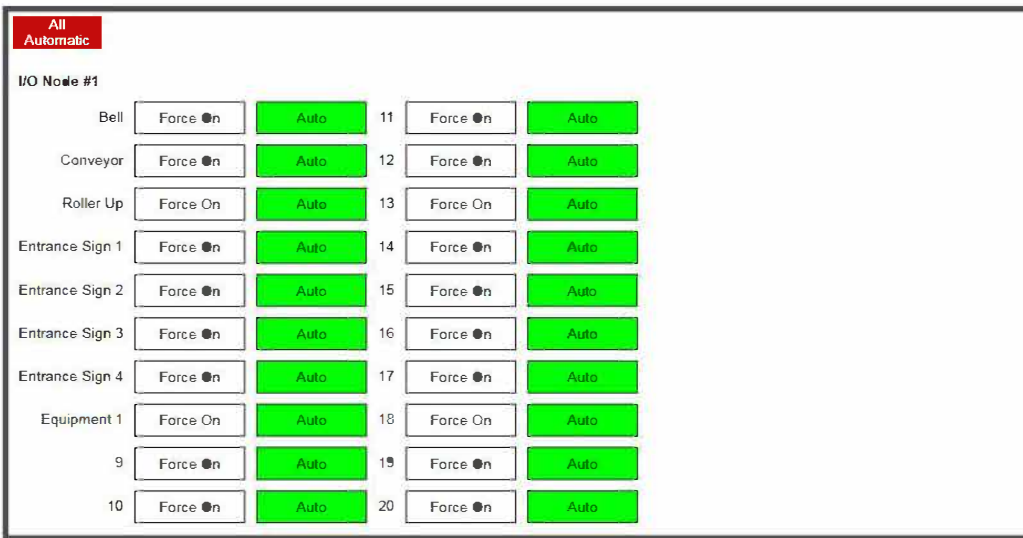 All
Automatic
I/O Node #1
Bell Force On Auto 11 Force On Auto
Conveyor Force On Auto 12 Force On Auto
Roller Up Force On Auto 13 Force On Auto
Entrance Sign 1 Force On Auto 14 Force On Auto
Entrance Sign 2 Force On Auto 15 Force On Auto
Entrance Sign 3 Force On Auto 16 Force On Auto
Entrance Sign 4 Force On Auto 17 Force On Auto
Equipment 1 Force On Auto 18 Force On Auto
9 Force On Auto 19 Force On Auto
10 Force On Auto 20 Force On Auto